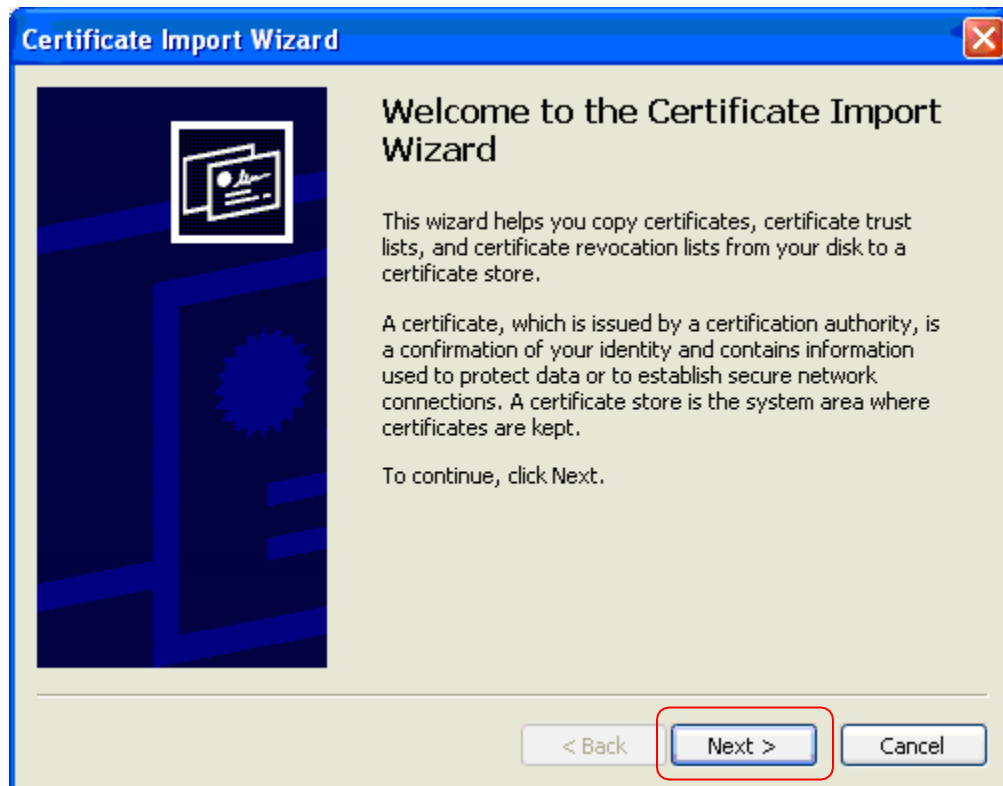 Certificate Import Wizard
Welcome to the Certificate Import
Wizard
This wizard helps you copy certificates, certificate trust
lists, and certificate revocation lists from your disk to a
certificate store.
A certificate, which is issued by a certification authority, is
a confirmation of your identity and contains information
used to protect data or to establish secure network
connections. A certificate store is the system area where
certificates are kept.
To continue, click Next.
< Back
Next >
Cancel